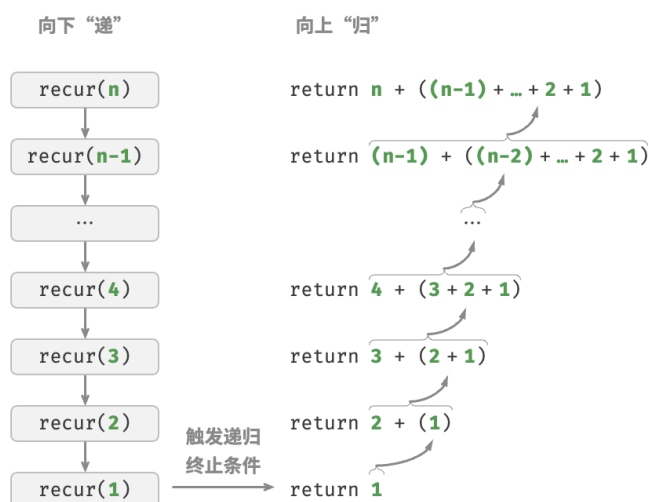 向下“递”
向上“归”
recur(n)
return n + ((n-1) + … + 2 + 1)
recur(n-1)
return (n-1) + ((n-2) + … + 2 + 1)
…
…
recur(4)
return 4 + (3 + 2 + 1)
recur(3)
return 3 + (2 + 1)
recur(2)
return 2 + (1)
触发递归
终止条件
recur(1)
return 1